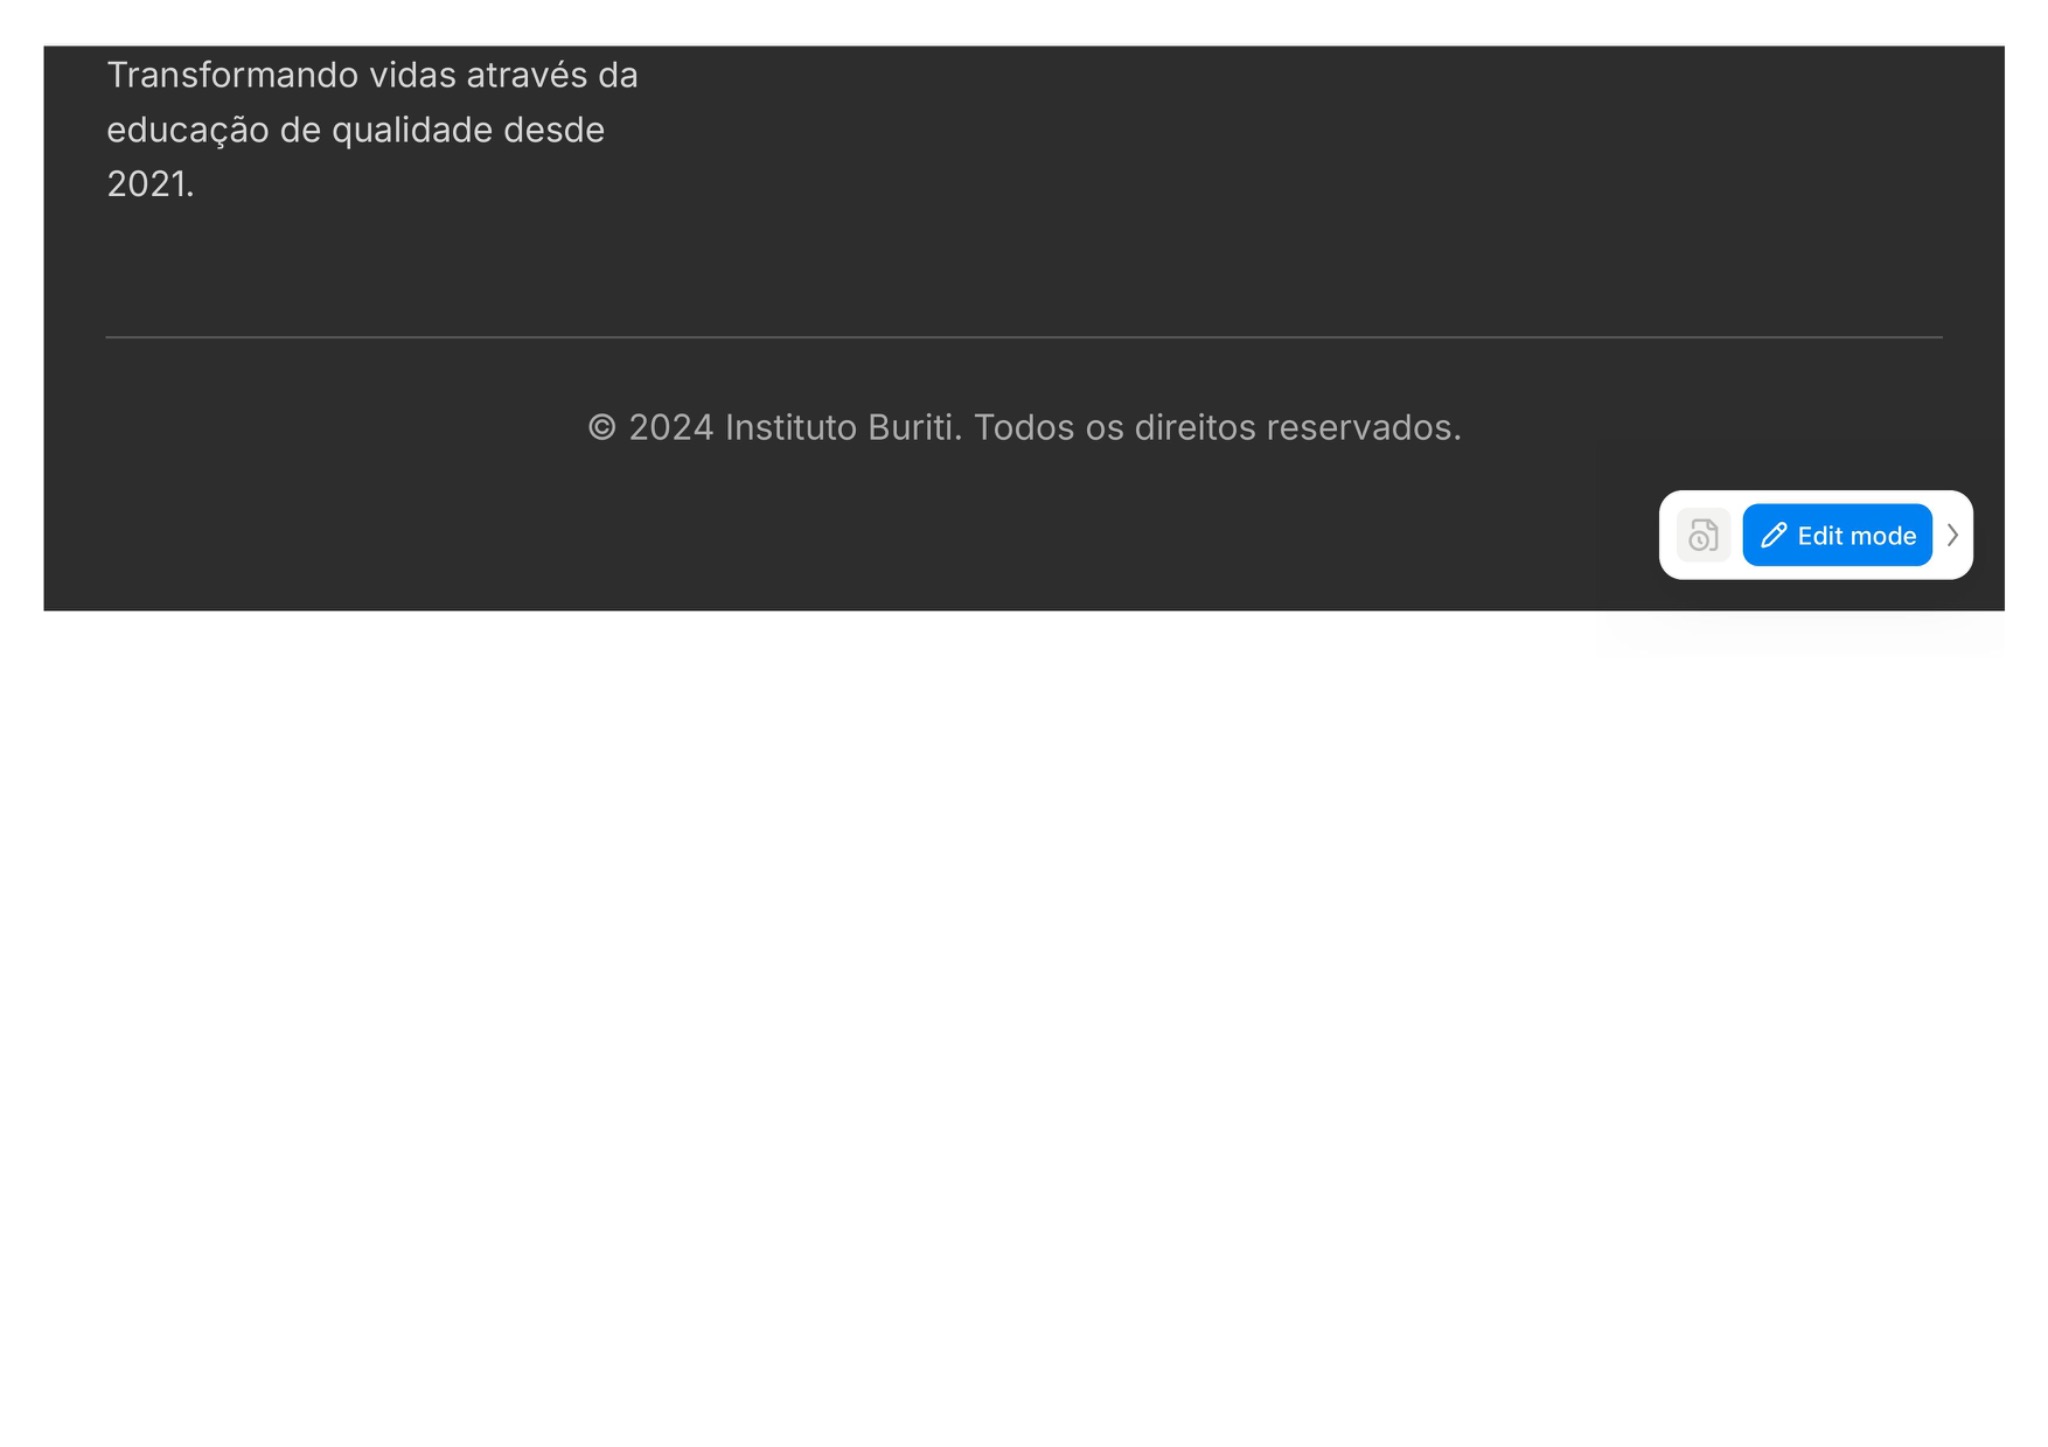 Transformando vidas através da
educação de qualidade desde
2021.
© 2024 Instituto Buriti. Todos os direitos reservados.
Edit mode